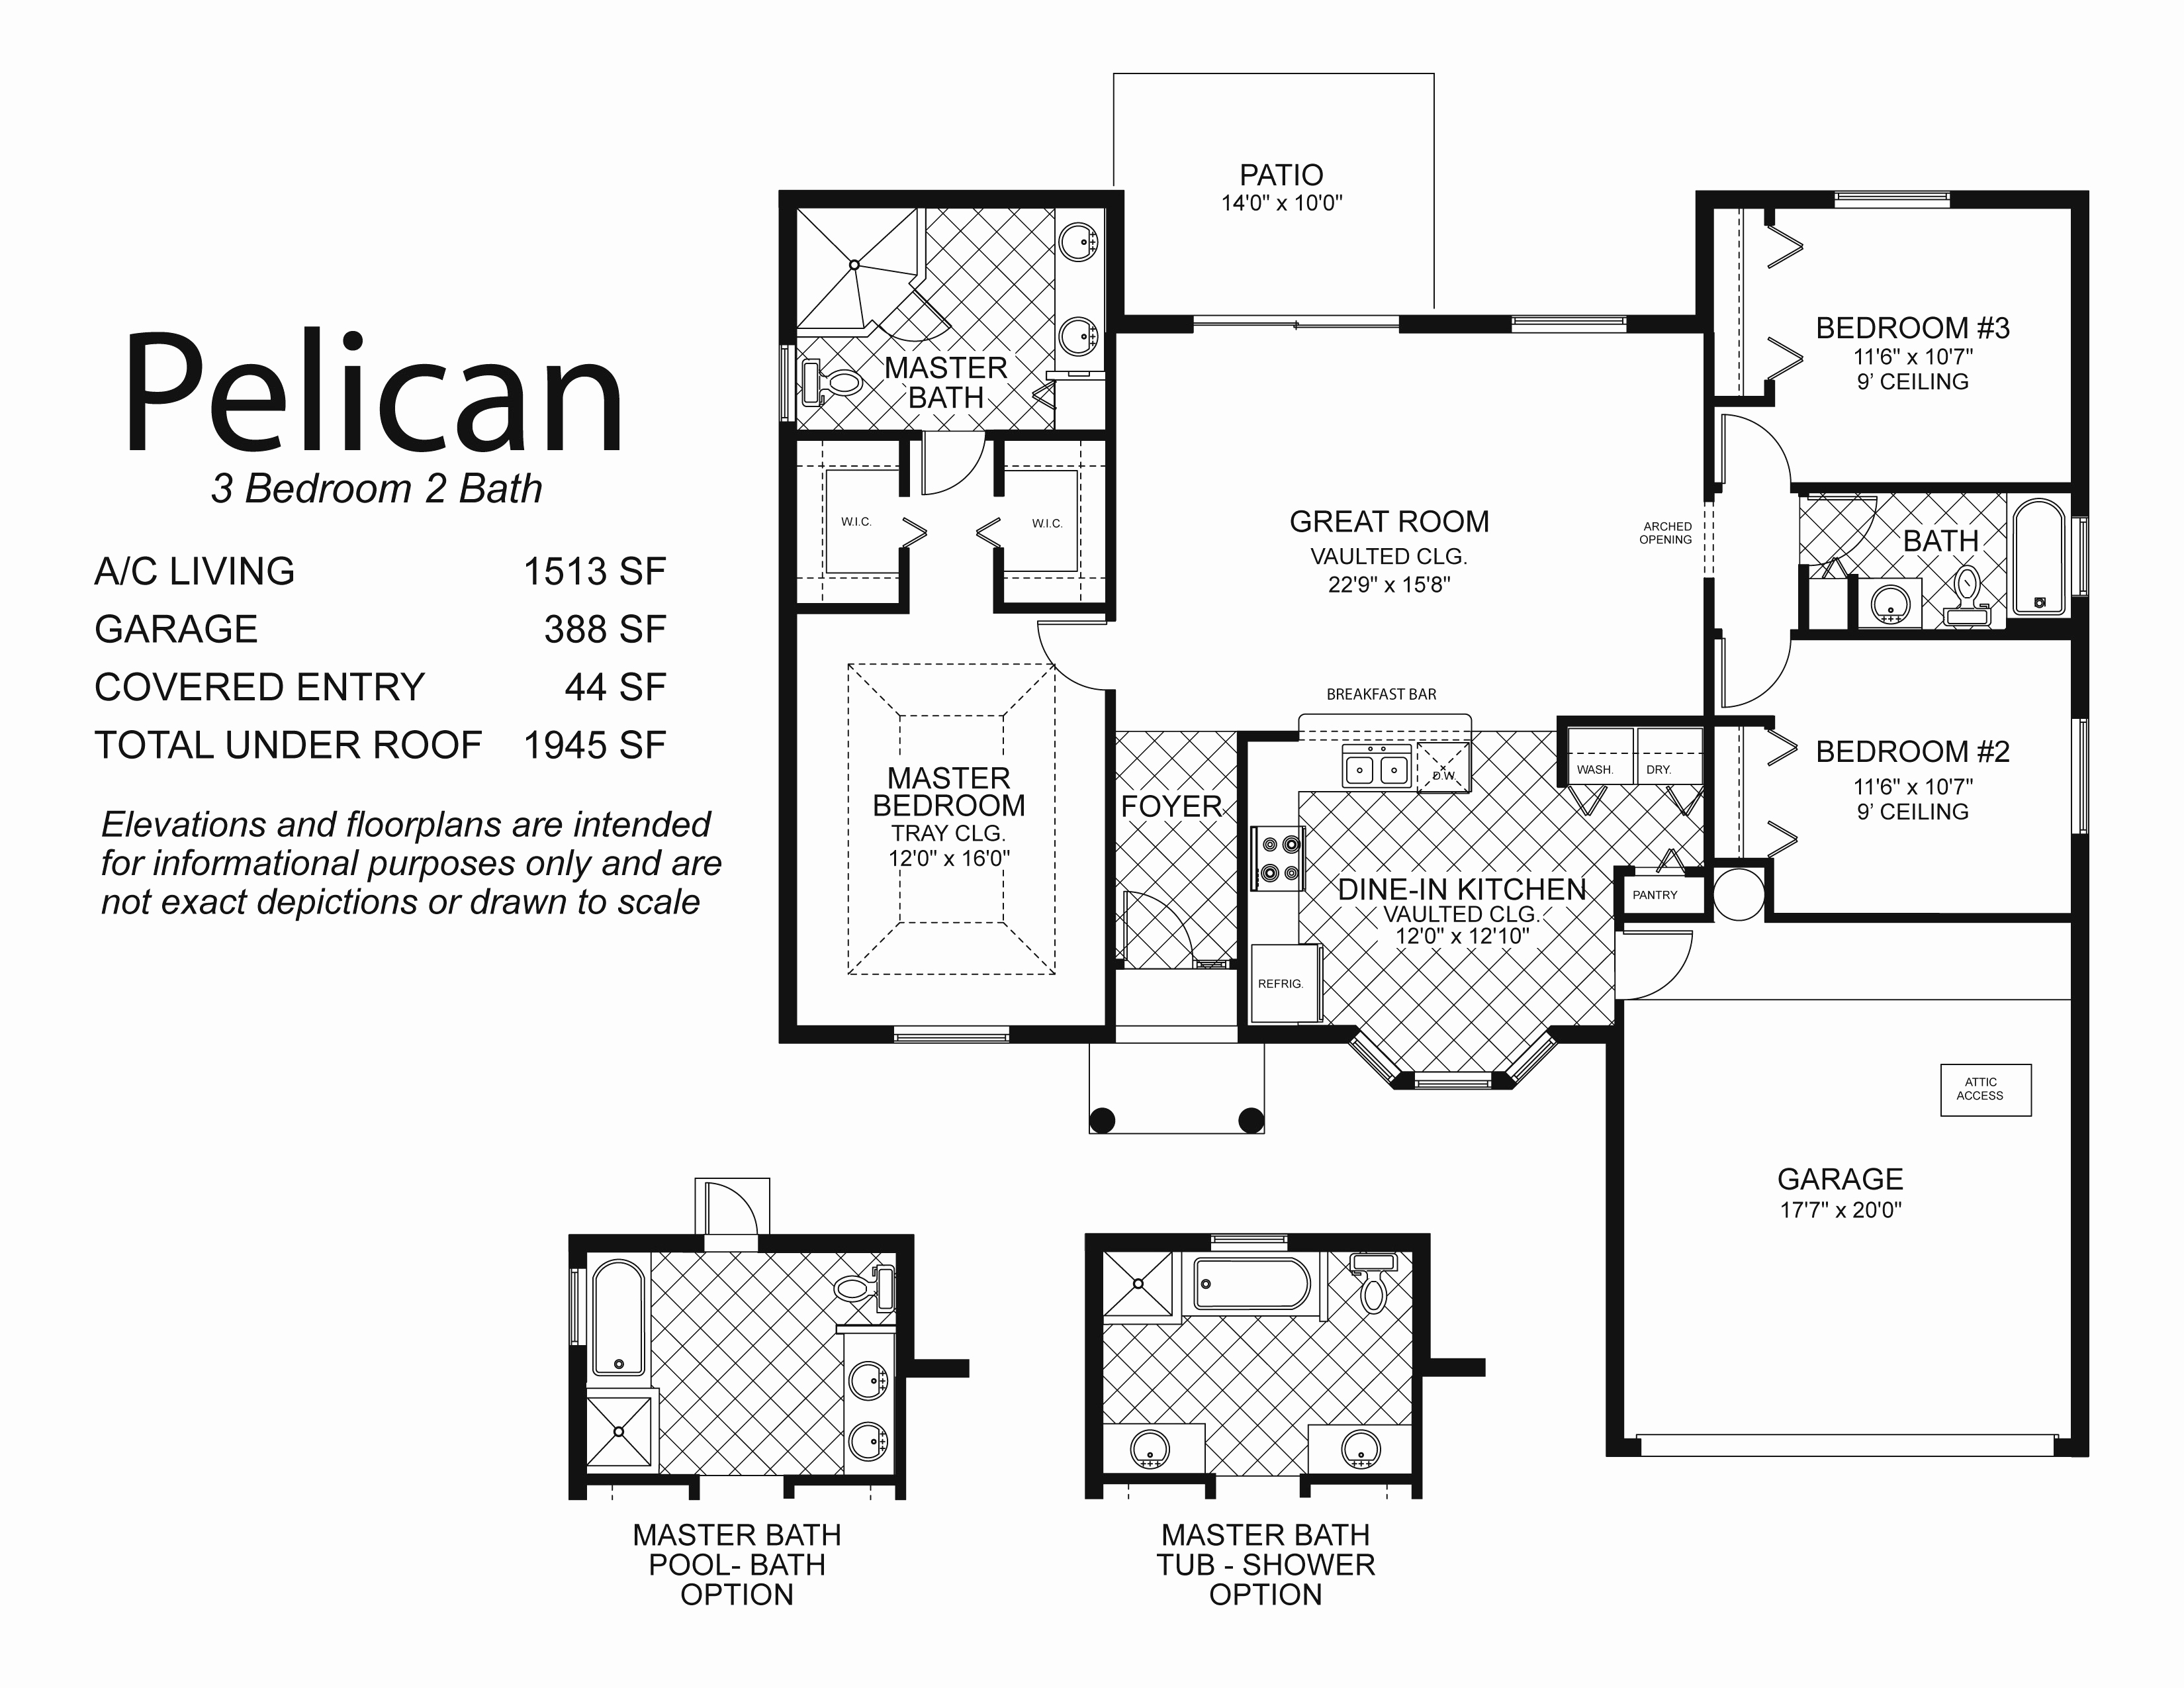 Pelican
3 Bedroom 2 Bath
A/C LIVING 1513 SF
GARAGE 388 SF
COVERED ENTRY 44 SF
TOTAL UNDER ROOF 1945 SF
Elevations and floorplans are intended
for informational purposes only and are
not exact depictions or drawn to scale
PATIO
14'0" x 10'0"
MASTER
BATH
W.I.C.
W.I.C.
GREAT ROOM
VAULTED CLG.
22'9" x 15'8"
ARCHED
OPENING
BEDROOM #3
11'6" x 10'7"
9’ CEILING
BATH
BREAKFAST BAR
MASTER
BEDROOM
TRAY CLG.
12'0" x 16'0"
FOYER
D.W.
WASH.
DRY.
BEDROOM #2
11'6" x 10'7"
9’ CEILING
DINE-IN KITCHEN
VAULTED CLG.
12'0" x 12'10"
PANTRY
REFRIG.
ATTIC
ACCESS
GARAGE
17'7" x 20'0"
MASTER BATH
POOL- BATH
OPTION
MASTER BATH
TUB - SHOWER
OPTION